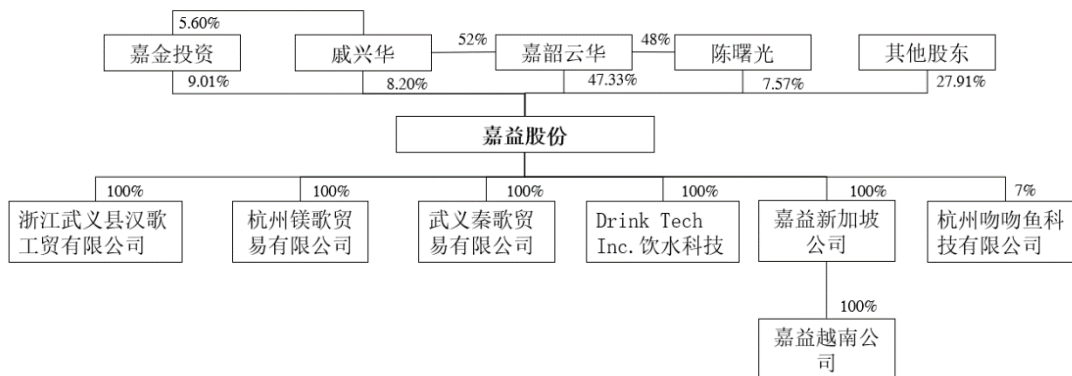 5.60%
嘉金投资
戚兴华
52%
嘉韶云华
48%
陈曙光
其他股东
9.01%
8.20%
47.33%
7.57%
27.91%
嘉益股份
100%
100%
100%
100%
100%
7%
浙江武义县汉歌
工贸有限公司
杭州镁歌贸
易有限公司
武义秦歌贸
易有限公司
Drink Tech
Inc.饮水科技
嘉益新加坡
公司
杭州吻吻鱼科
技有限公司
100%
嘉益越南公
司